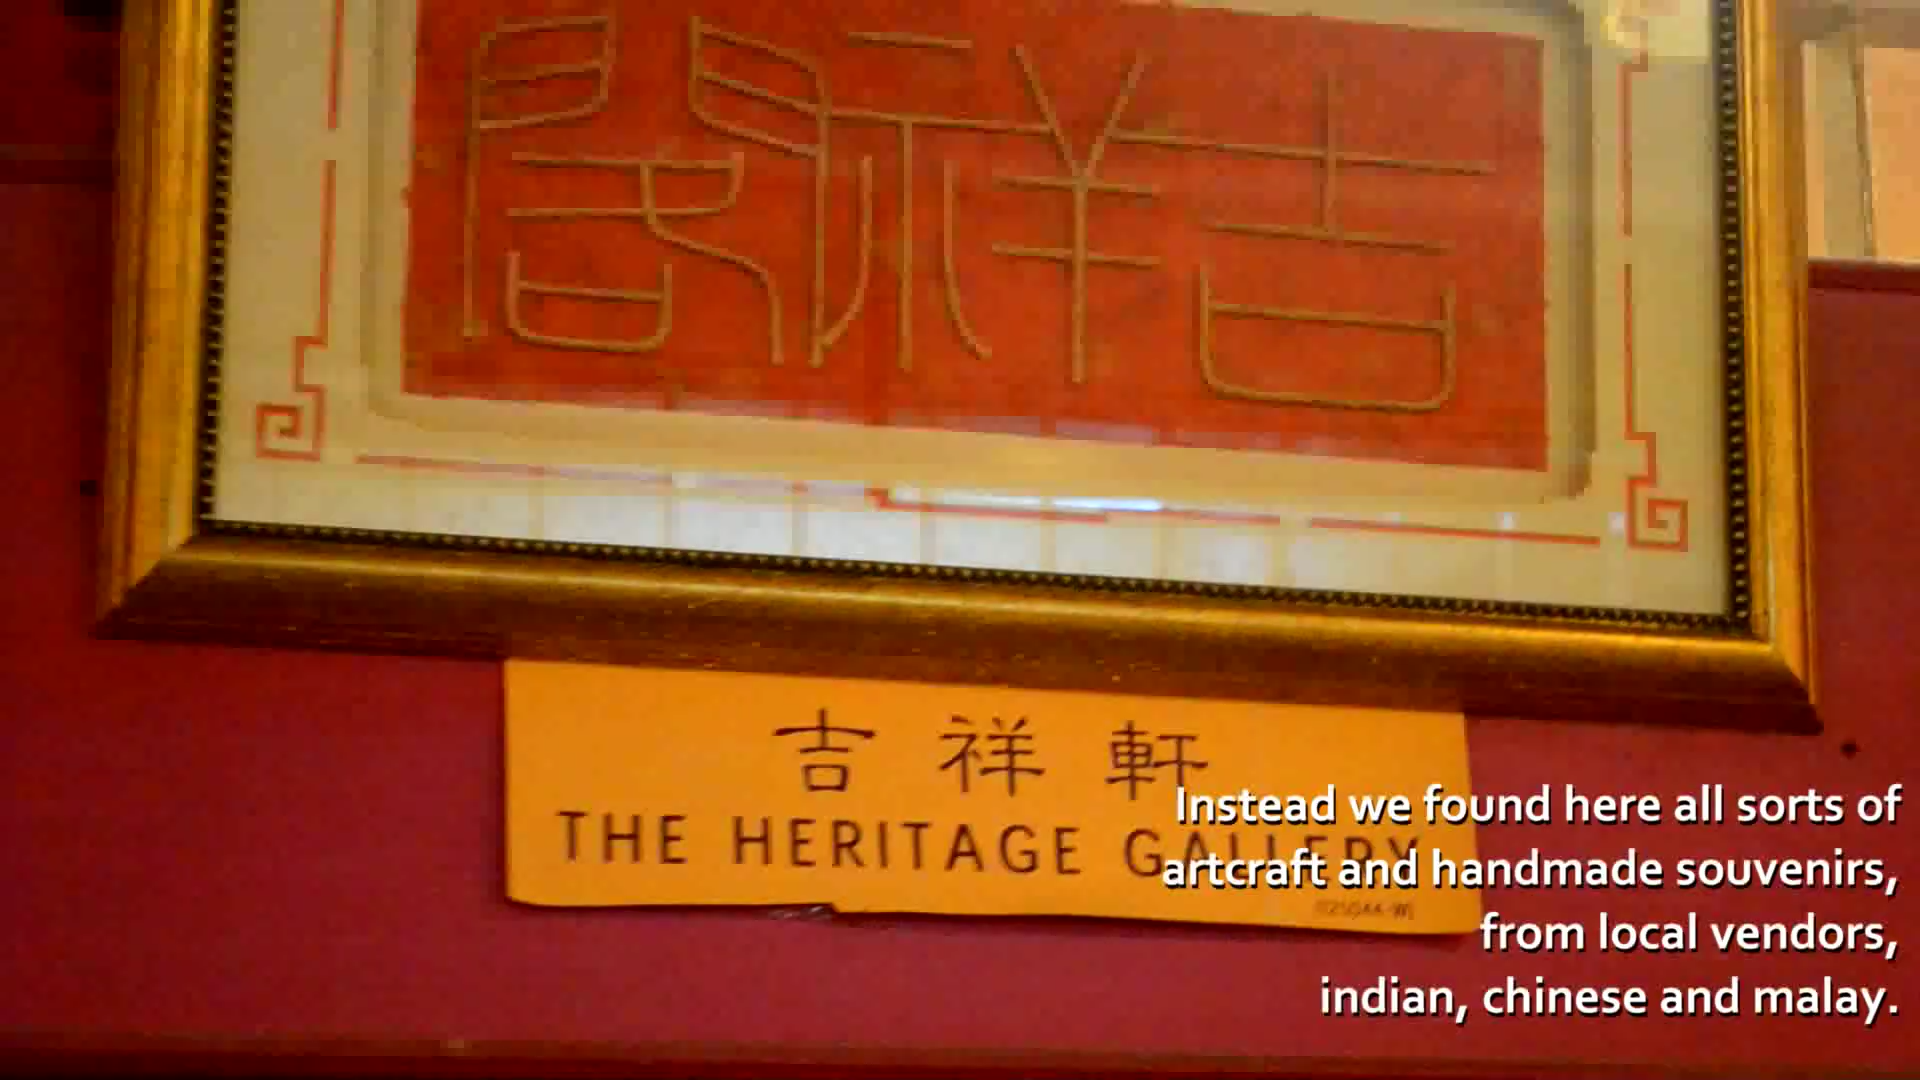 吉祥閣
吉祥軒
THE HERITAGE GALLERY
Instead we found here all sorts of
artcraft and handmade souvenirs,
from local vendors,
indian, chinese and malay.